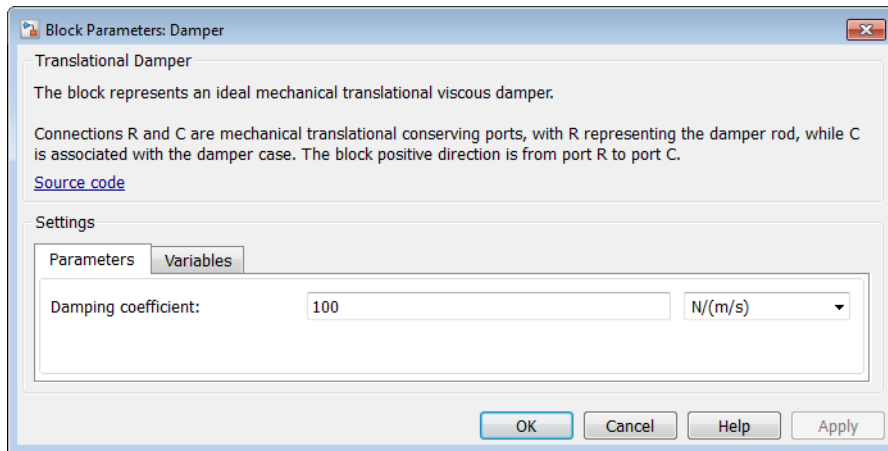 Block Parameters: Damper
Translational Damper
The block represents an ideal mechanical translational viscous damper.
Connections R and C are mechanical translational conserving ports, with R representing the damper rod, while C
is associated with the damper case. The block positive direction is from port R to port C.
Source code
Settings
Parameters Variables
Damping coefficient: 100 N/(m/s)
OK Cancel Help Apply